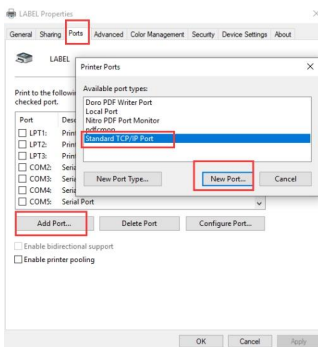 LABEL Properties
General Sharing Ports Advanced Color Management Security Device Settings About
LABEL
Printer Ports
Print to the followi
checked port.
Available port types:
Doro PDF Writer Port
Local Port
Nitro PDF Port Monitor
pdfcmon
Standard TCP/IP Port
New Port Type... New Port... Cancel
Port Desc
LPT1: Print
LPT2: Print
LPT3: Print
COM2: Seria
COM3: Seria
COM4: Seria
COM5: Serial Port
Add Port... Delete Port Configure Port...
Enable bidirectional support
Enable printer pooling
OK Cancel Apply